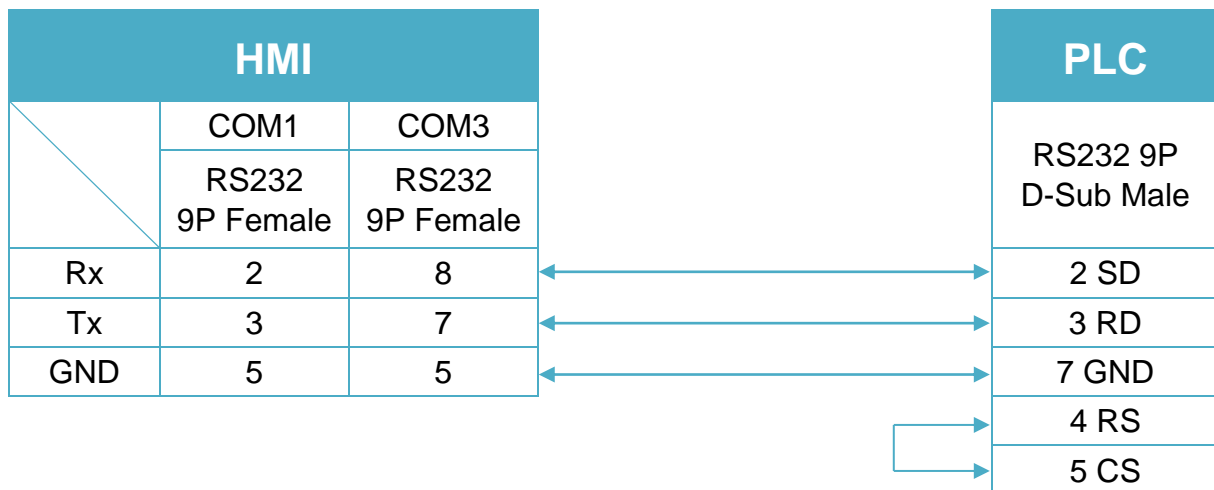 HMI
PLC
COM1 COM3
RS232
9P Female
RS232
9P Female
RS232 9P
D-Sub Male
Rx 2 8 2 SD
Tx 3 7 3 RD
GND 5 5 7 GND
4 RS
5 CS